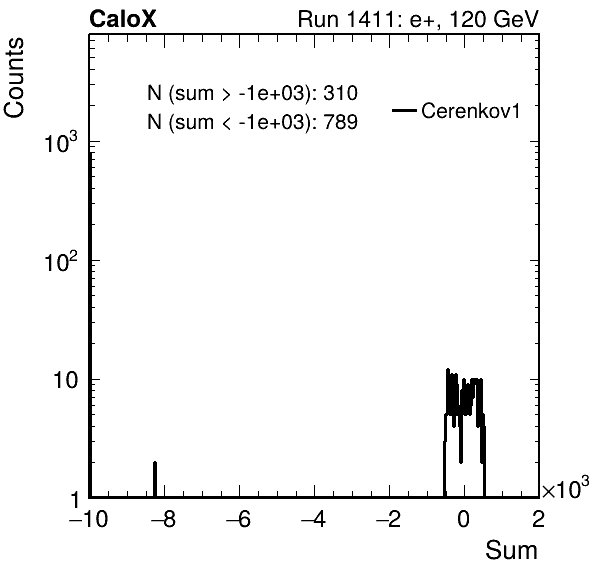 CaloX Run 1411: e+, 120 GeV
Counts
N (sum > -1e+03): 310
N (sum < -1e+03): 789
Cerenkov1
10³
10²
10
1
−10 −8 −6 −4 −2 0 2
×10³
Sum